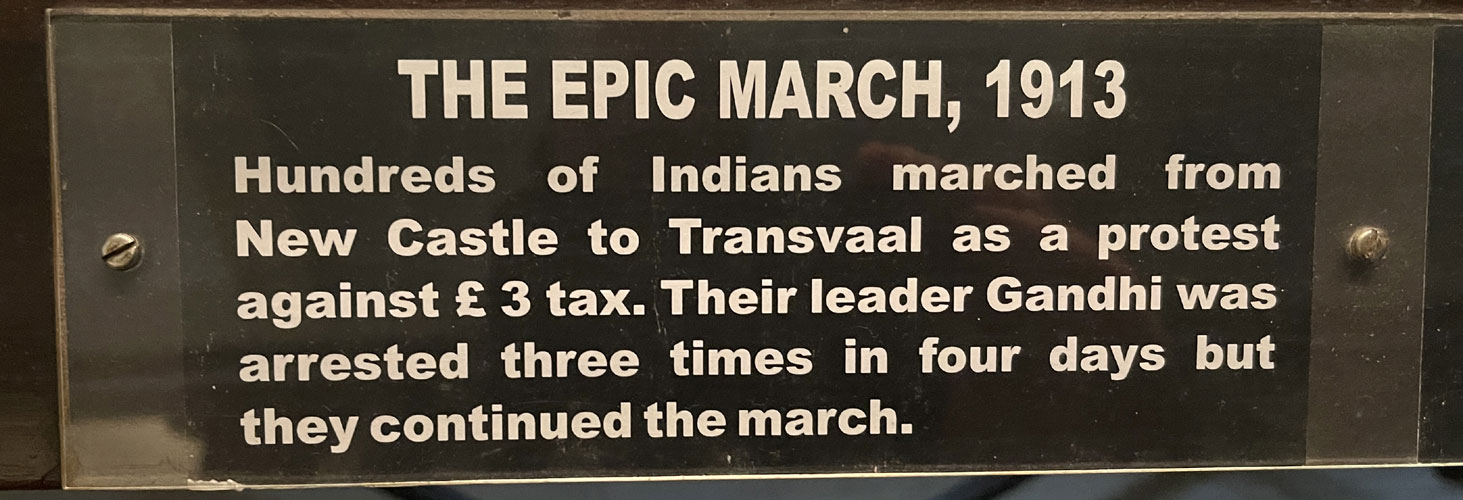 THE EPIC MARCH, 1913
Hundreds of Indians marched from
New Castle to Transvaal as a protest
against £ 3 tax. Their leader Gandhi was
arrested three times in four days but
they continued the march.